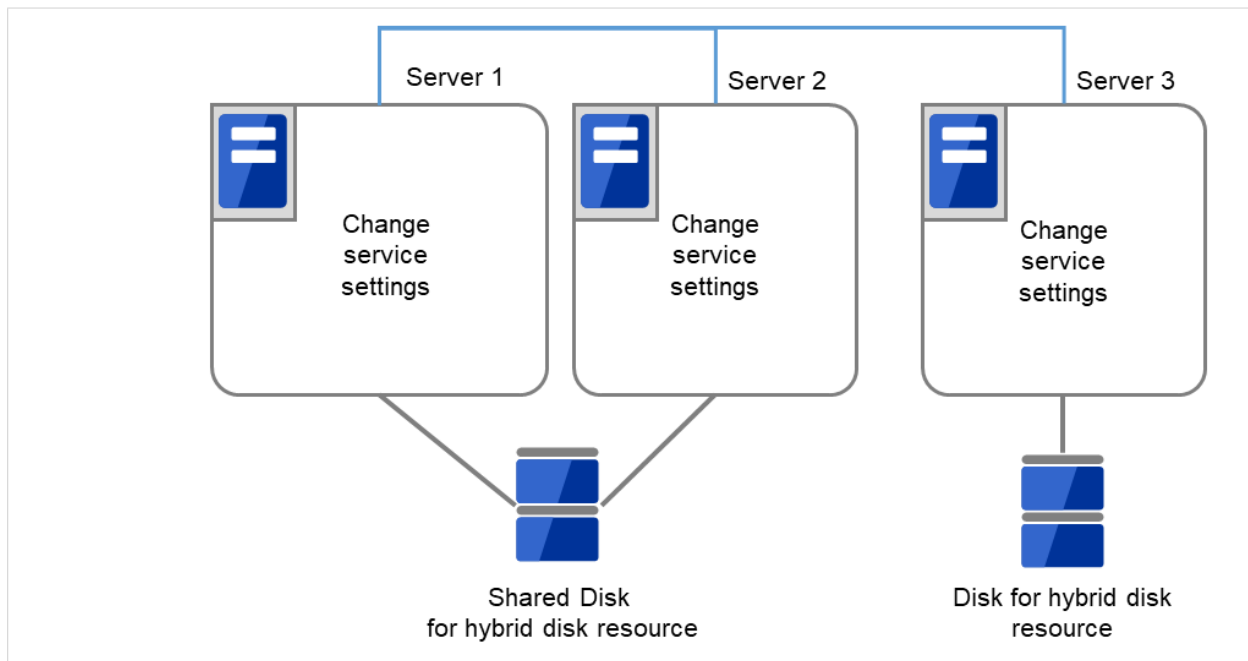 Server 1
Server 2
Server 3
Change
service
settings
Change
service
settings
Change
service
settings
Shared Disk
for hybrid disk resource
Disk for hybrid disk
resource